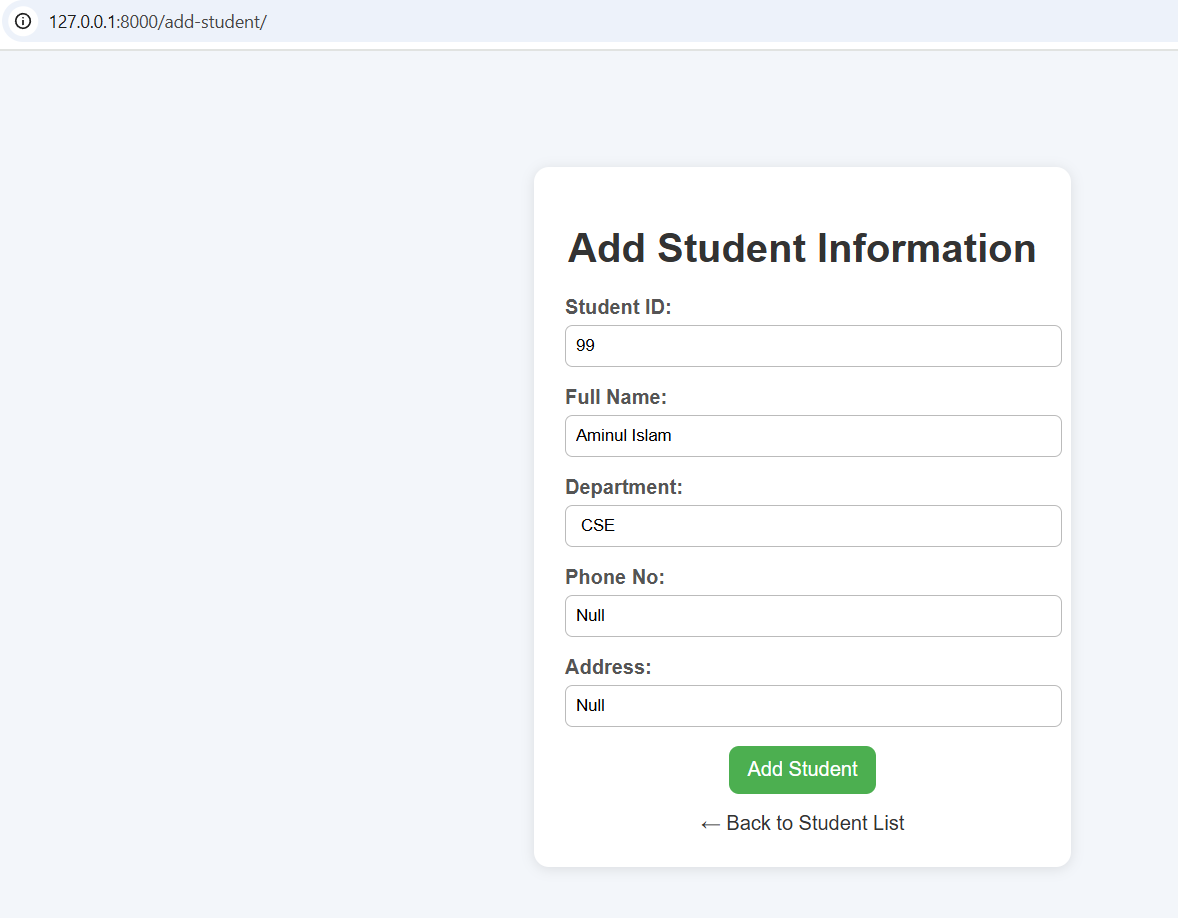 127.0.0.1:8000/add-student/
Add Student Information
Student ID:
99
Full Name:
Aminul Islam
Department:
CSE
Phone No:
Null
Address:
Null
Add Student
← Back to Student List